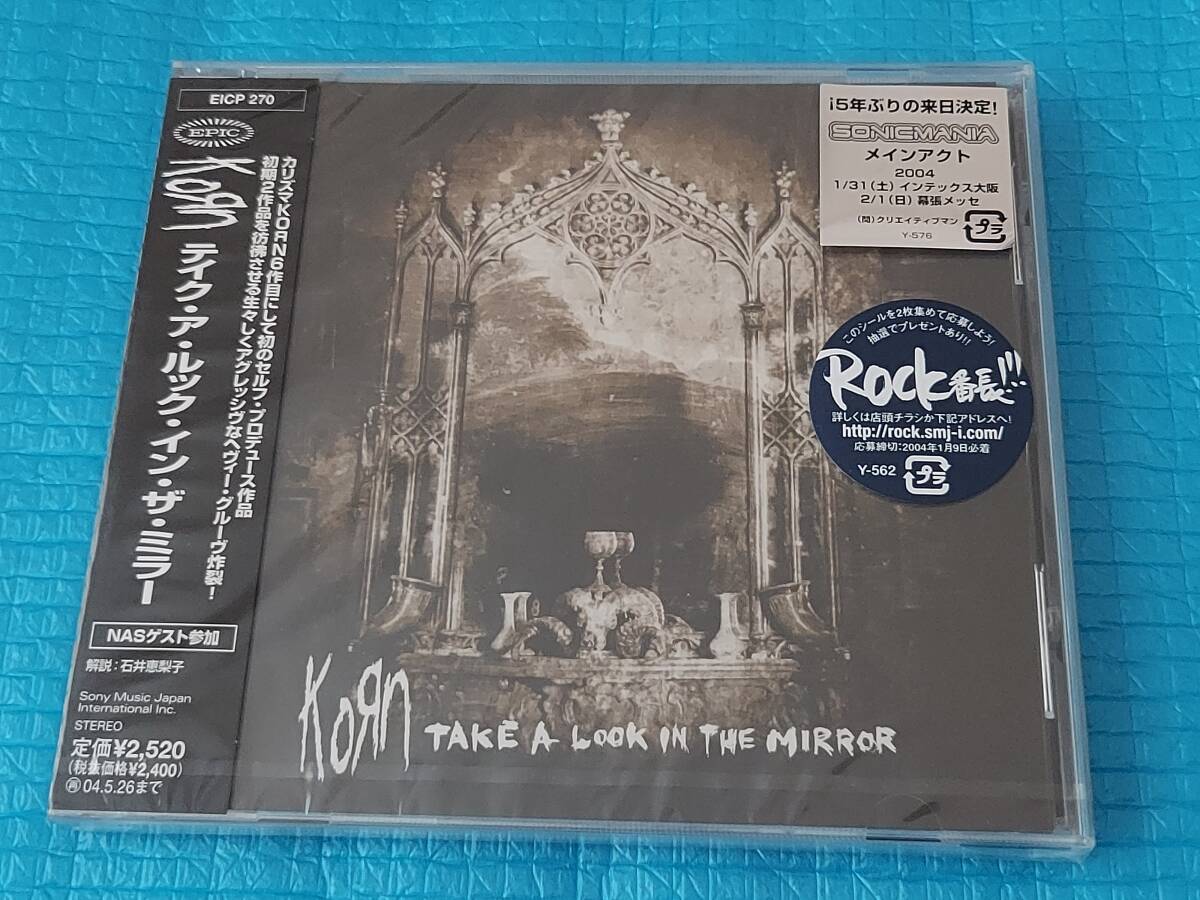 EICP 270
EPIC
KoЯn
テイク・ア・ルック・イン・ザ・ミラー
カリズマKOЯN6作目にして初のセルフ・プロデュース作品
初期2作品を彷彿させる生々しくアグレッシヴなヘヴィー・グルーヴ炸裂!
NASゲスト参加
解説:石井恵梨子
Sony Music Japan
International Inc.
STEREO
定価¥2,520
(税抜価格¥2,400)
再 04.5.26まで
KoЯn TAKE A LOOK IN THE MIRROR
¡5年ぶりの来日決定!
SONICMANIA
メインアクト
2004
1/31(土) インテックス大阪
2/1(日) 幕張メッセ
(問)クリエイティブマン
Y-576
プラ
このシールを2枚集めて応募しよう!
抽選でプレゼントあり!!
Rock番長!!!
詳しくは店頭チラシか下記アドレスへ!
http://rock.smj-i.com/
応募締切:2004年1月9日必着
Y-562
プラ